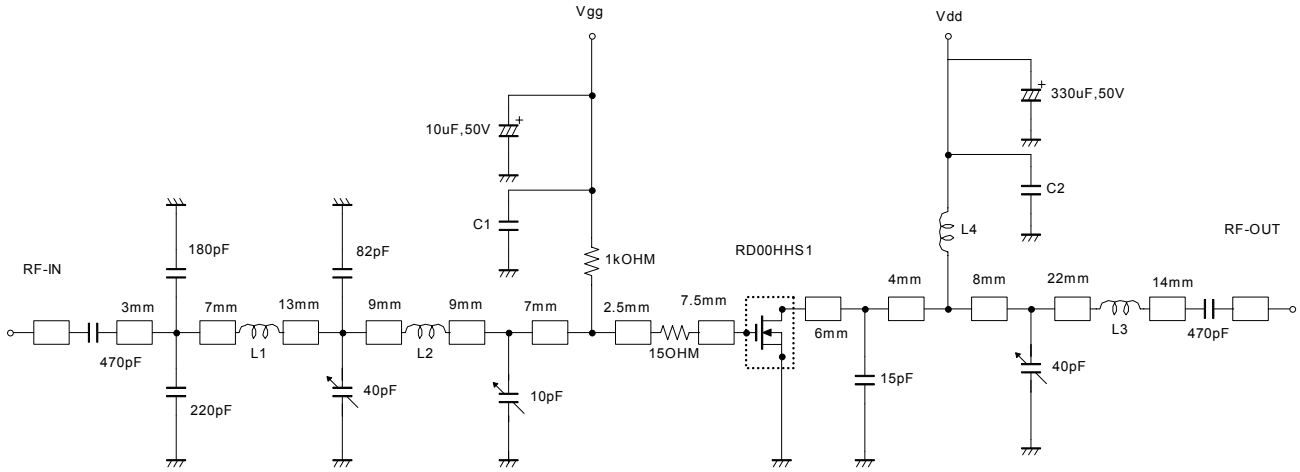 Vgg
Vdd
10uF,50V
+
330uF,50V
+
C1
C2
L4
180pF
82pF
1kOHM
RD00HHS1
RF-IN
RF-OUT
3mm
7mm
13mm
9mm
9mm
7mm
2.5mm
7.5mm
4mm
8mm
22mm
14mm
470pF
L1
L2
15OHM
6mm
L3
470pF
220pF
40pF
10pF
15pF
40pF